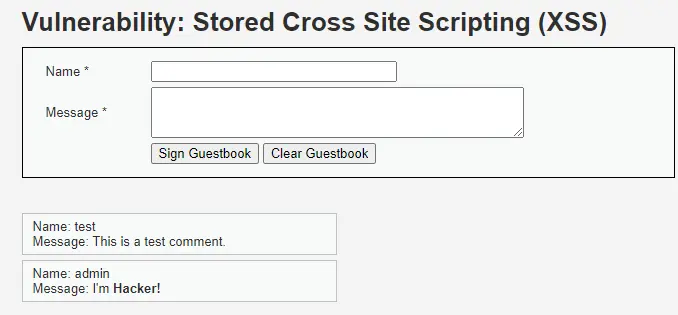 Vulnerability: Stored Cross Site Scripting (XSS)
Name *
Message *
Sign Guestbook Clear Guestbook
Name: test
Message: This is a test comment.
Name: admin
Message: I'm Hacker!